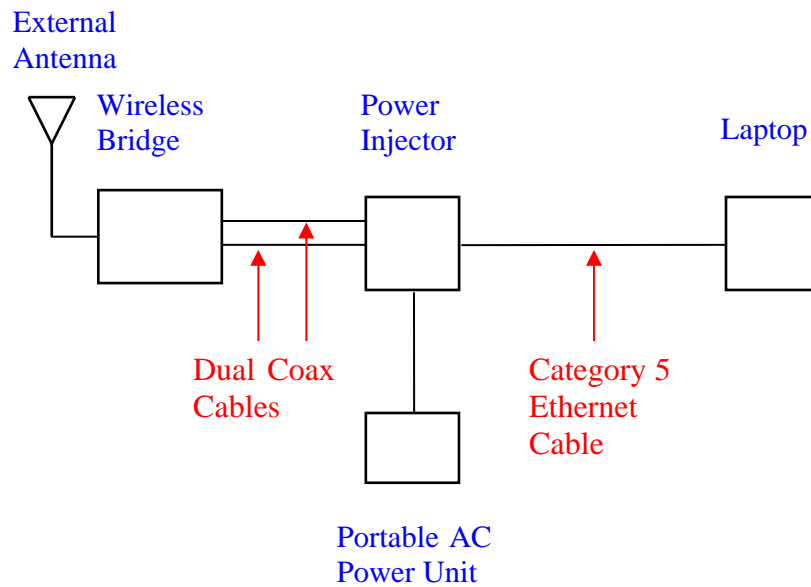 External
Antenna
Wireless
Bridge
Power
Injector
Laptop
Dual Coax
Cables
Category 5
Ethernet
Cable
Portable AC
Power Unit